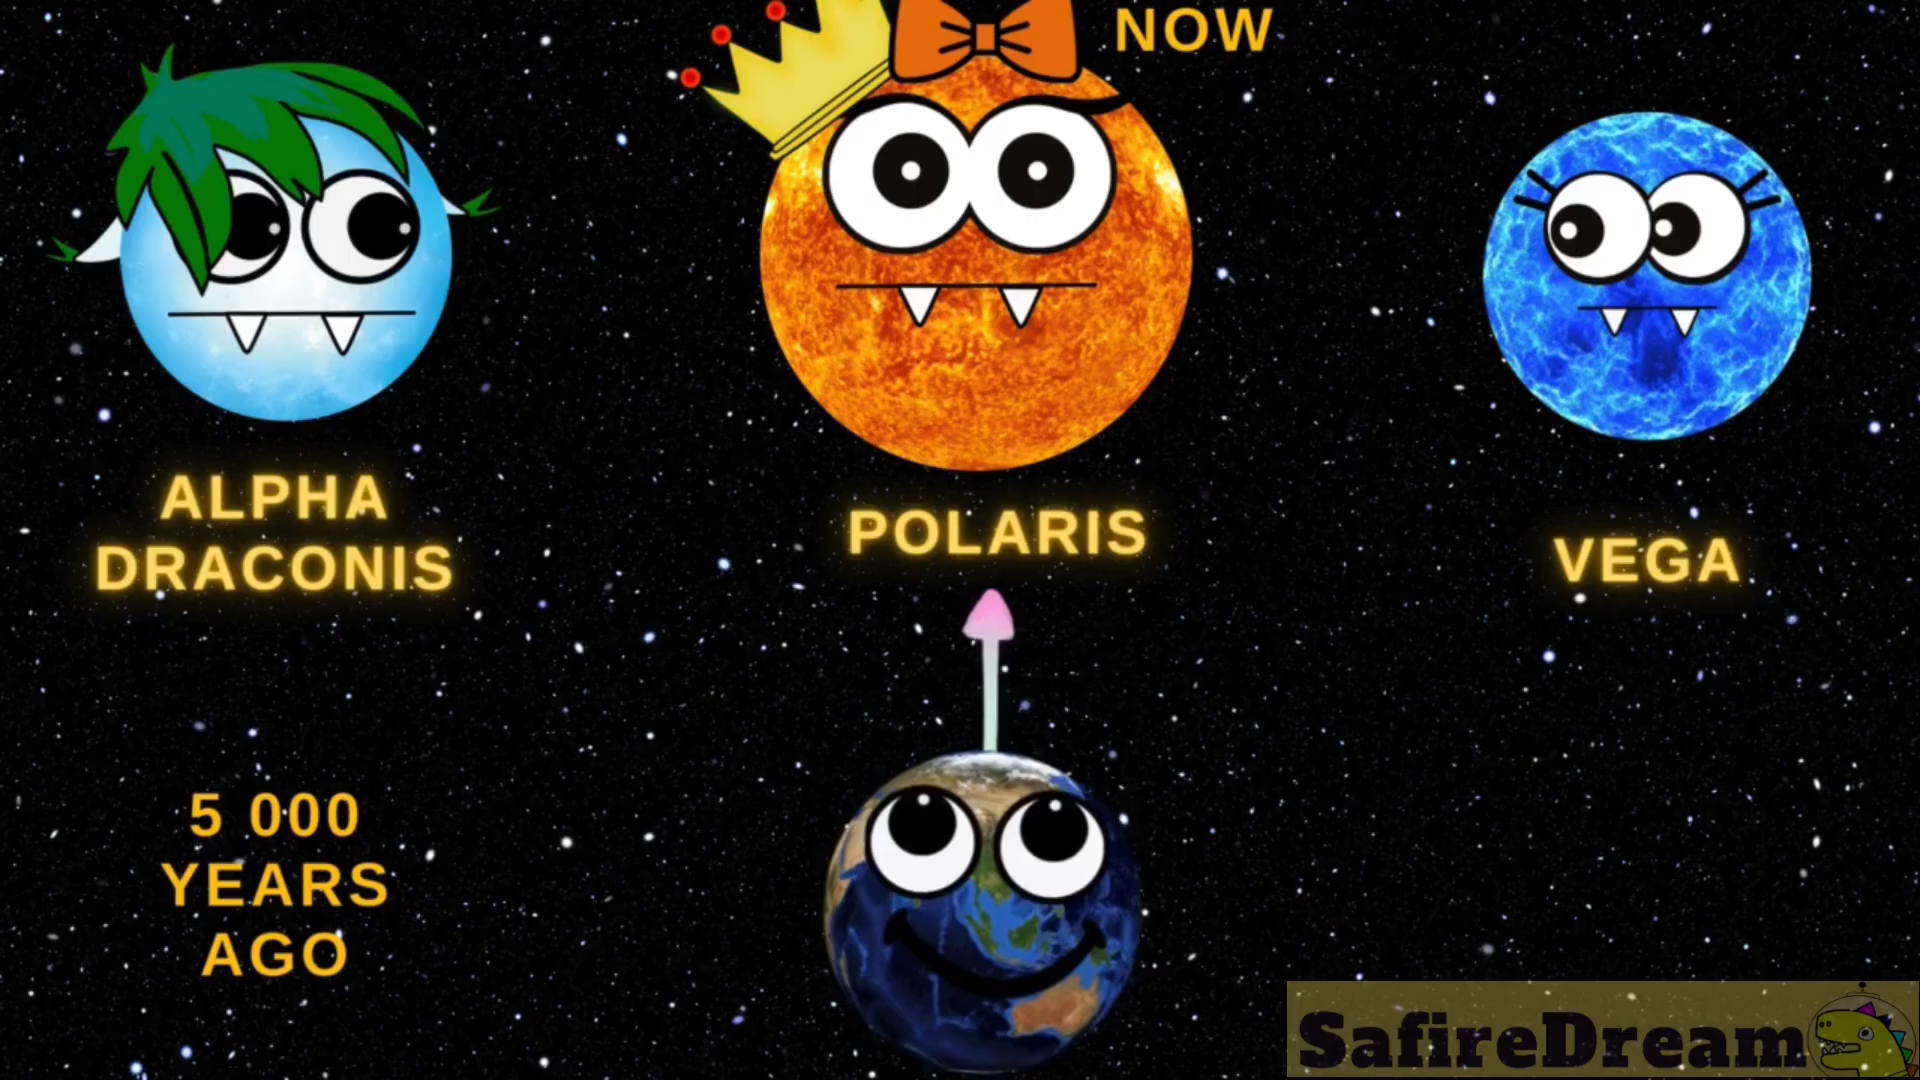 NOW
ALPHA
DRACONIS
POLARIS
VEGA
5 000
YEARS
AGO
SafireDream